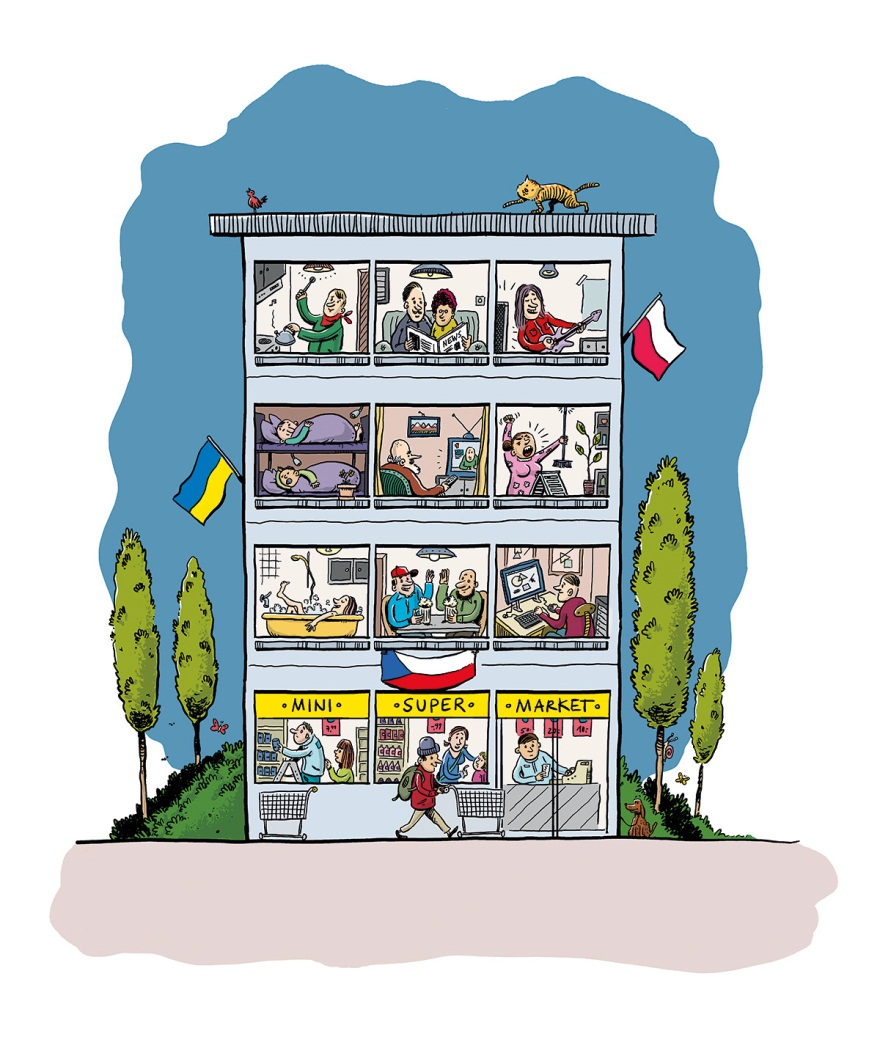 NEWS
• MINI •
• SUPER •
• MARKET •